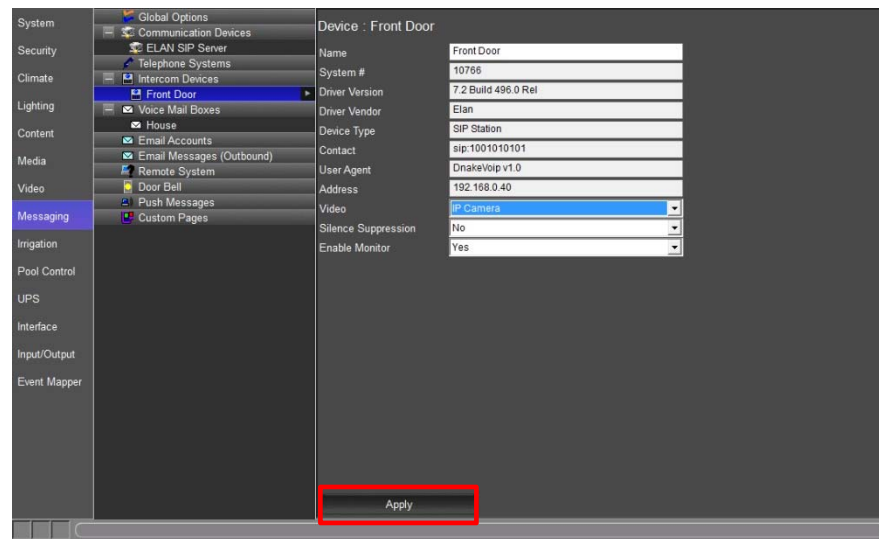 System
Security
Climate
Lighting
Content
Media
Video
Messaging
Irrigation
Pool Control
UPS
Interface
Input/Output
Event Mapper
Global Options
Communication Devices
ELAN SIP Server
Telephone Systems
Intercom Devices
Front Door
Voice Mail Boxes
House
Email Accounts
Email Messages (Outbound)
Remote System
Door Bell
Push Messages
Custom Pages
Device : Front Door
Name Front Door
System # 10766
Driver Version 7.2 Build 496.0 Rel
Driver Vendor Elan
Device Type SIP Station
Contact sip:1001010101
User Agent DnakeVoip v1.0
Address 192.168.0.40
Video IP Camera
Silence Suppression No
Enable Monitor Yes
Apply